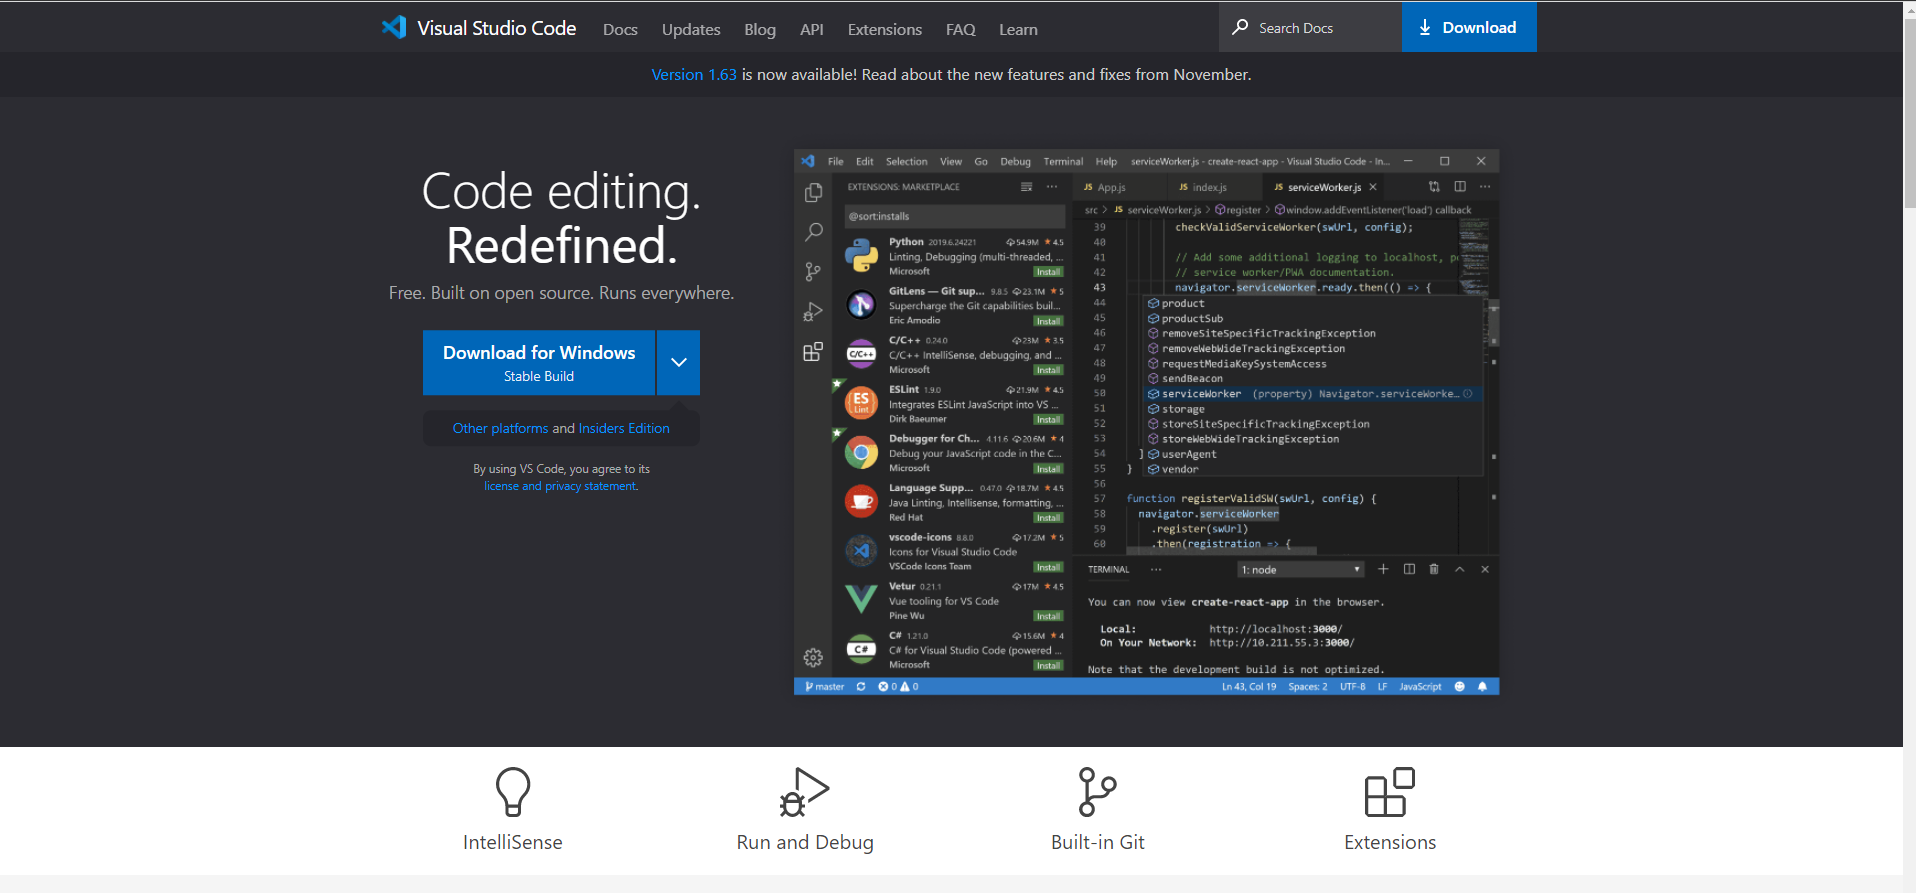 Visual Studio Code Docs Updates Blog API Extensions FAQ Learn Search Docs Download
Version 1.63 is now available! Read about the new features and fixes from November.
Code editing.
Redefined.
Free. Built on open source. Runs everywhere.
Download for Windows
Stable Build
Other platforms and Insiders Edition
By using VS Code, you agree to its
license and privacy statement.
File Edit Selection View Go Debug Terminal Help serviceWorker.js - create-react-app - Visual Studio Code - In...
EXTENSIONS: MARKETPLACE
@sort:installs
Python 2019.6.24221 54.9M 4.5
Linting, Debugging (multi-threaded, ...
Microsoft Install
GitLens — Git sup... 9.8.5 23.1M 5
Supercharge the Git capabilities buil...
Eric Amodio Install
C/C++ 0.24.0 23M 3.5
C/C++
C/C++ IntelliSense, debugging, and ...
Microsoft Install
ESLint 1.9.0 21.9M 4.5
ES
Lint
Integrates ESLint JavaScript into VS ...
Dirk Baeumer Install
Debugger for Ch... 4.11.6 20.6M 4
Debug your JavaScript code in the C...
Microsoft Install
Language Supp... 0.47.0 18.7M 4.5
Java Linting, Intellisense, formatting, ...
Red Hat Install
vscode-icons 8.8.0 17.2M 5
Icons for Visual Studio Code
VSCode Icons Team Install
Vetur 0.21.1 17M 4.5
Vue tooling for VS Code
Pine Wu Install
C# 1.21.0 15.6M 4
C#
C# for Visual Studio Code (powered ...
Microsoft Install
JS App.js JS index.js JS serviceWorker.js
src > JS serviceWorker.js > register > window.addEventListener('load') callback
39 checkValidServiceWorker(swUrl, config);
40
41 // Add some additional logging to localhost, p
42 // service worker/PWA documentation.
43 navigator.serviceWorker.ready.then(() => {
44 product
45 productSub
46 removeSiteSpecificTrackingException
47 removeWebWideTrackingException
48 requestMediaKeySystemAccess
49 sendBeacon
50 serviceWorker (property) Navigator.serviceWorke...
51 storage
52 storeSiteSpecificTrackingException
53 storeWebWideTrackingException
54 ] userAgent
55 } vendor
56
57 function registerValidSW(swUrl, config) {
58 navigator.serviceWorker
59 .register(swUrl)
60 .then(registration => {
TERMINAL ... 1: node
You can now view create-react-app in the browser.
Local: http://localhost:3000/
On Your Network: http://10.211.55.3:3000/
Note that the development build is not optimized.
master 0 0 Ln 43, Col 19 Spaces: 2 UTF-8 LF JavaScript
IntelliSense Run and Debug Built-in Git Extensions